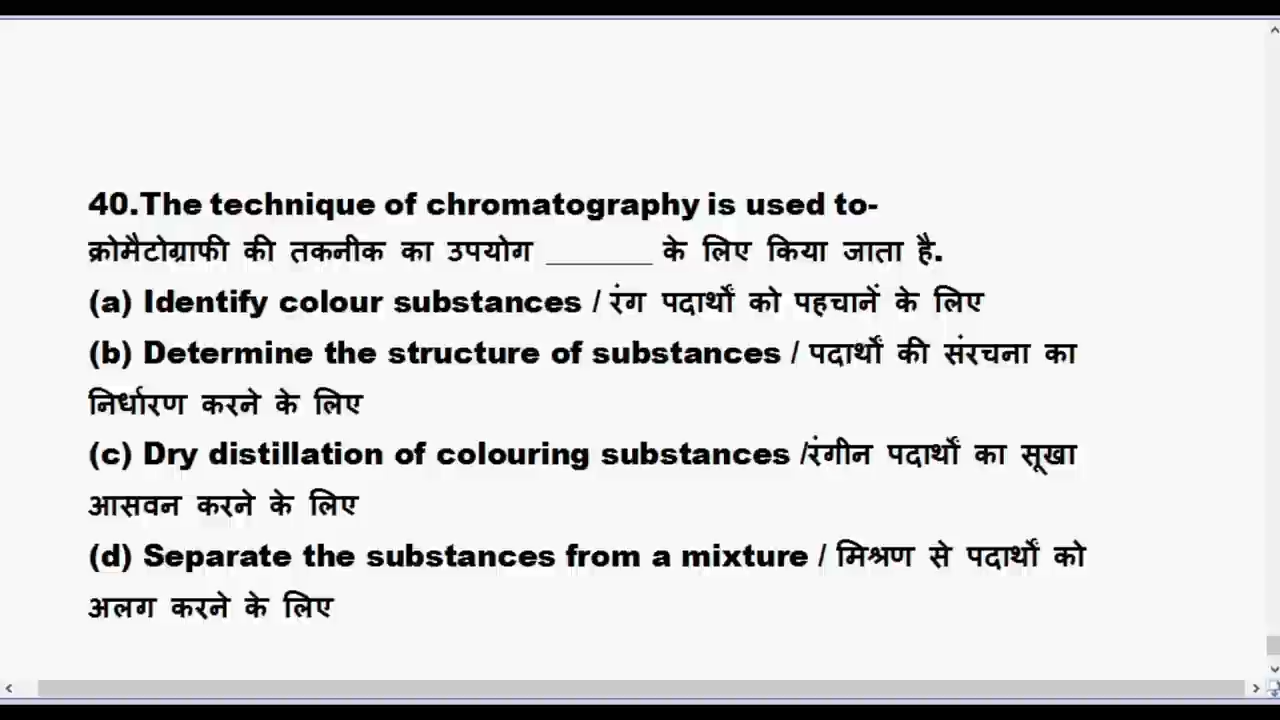 40.The technique of chromatography is used to-
क्रोमैटोग्राफी की तकनीक का उपयोग _______ के लिए किया जाता है.
(a) Identify colour substances / रंग पदार्थों को पहचानें के लिए
(b) Determine the structure of substances / पदार्थों की संरचना का
निर्धारण करने के लिए
(c) Dry distillation of colouring substances /रंगीन पदार्थों का सूखा
आसवन करने के लिए
(d) Separate the substances from a mixture / मिश्रण से पदार्थों को
अलग करने के लिए